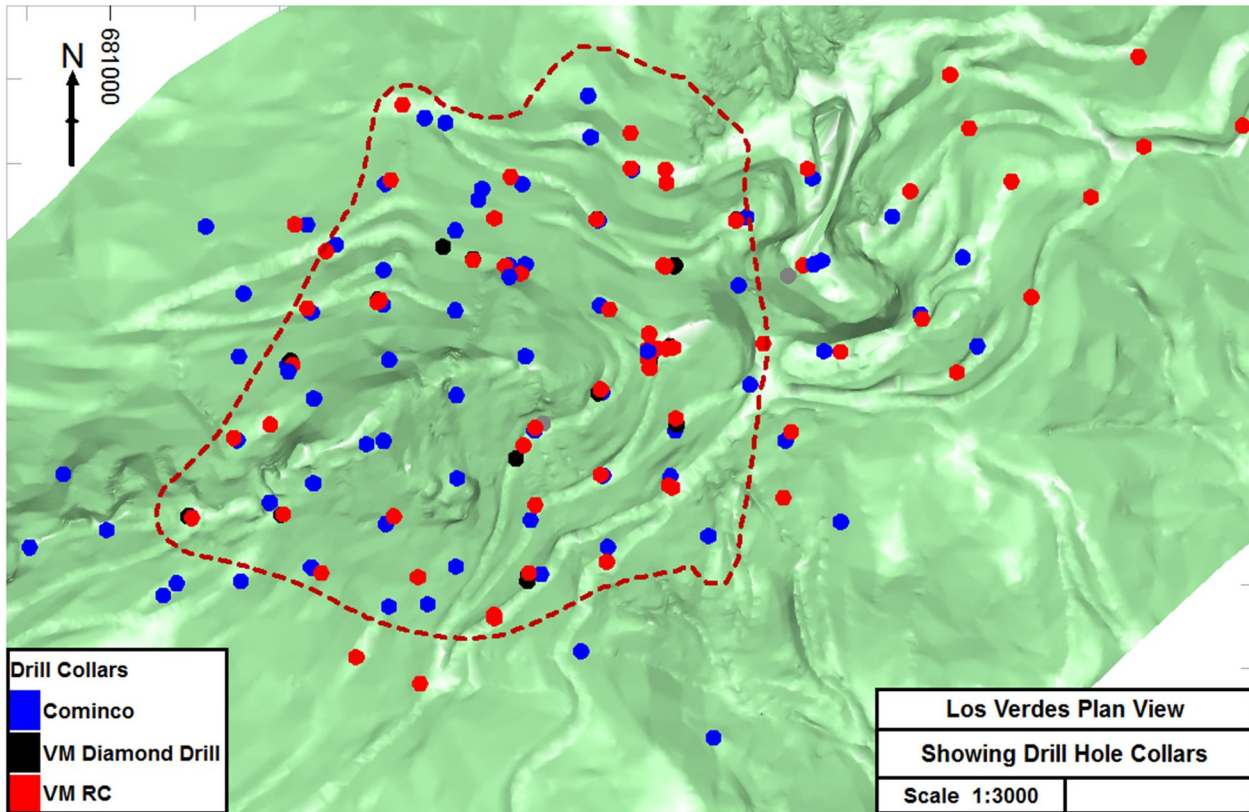 N
681000
Drill Collars
Cominco
VM Diamond Drill
VM RC
Los Verdes Plan View
Showing Drill Hole Collars
Scale 1:3000